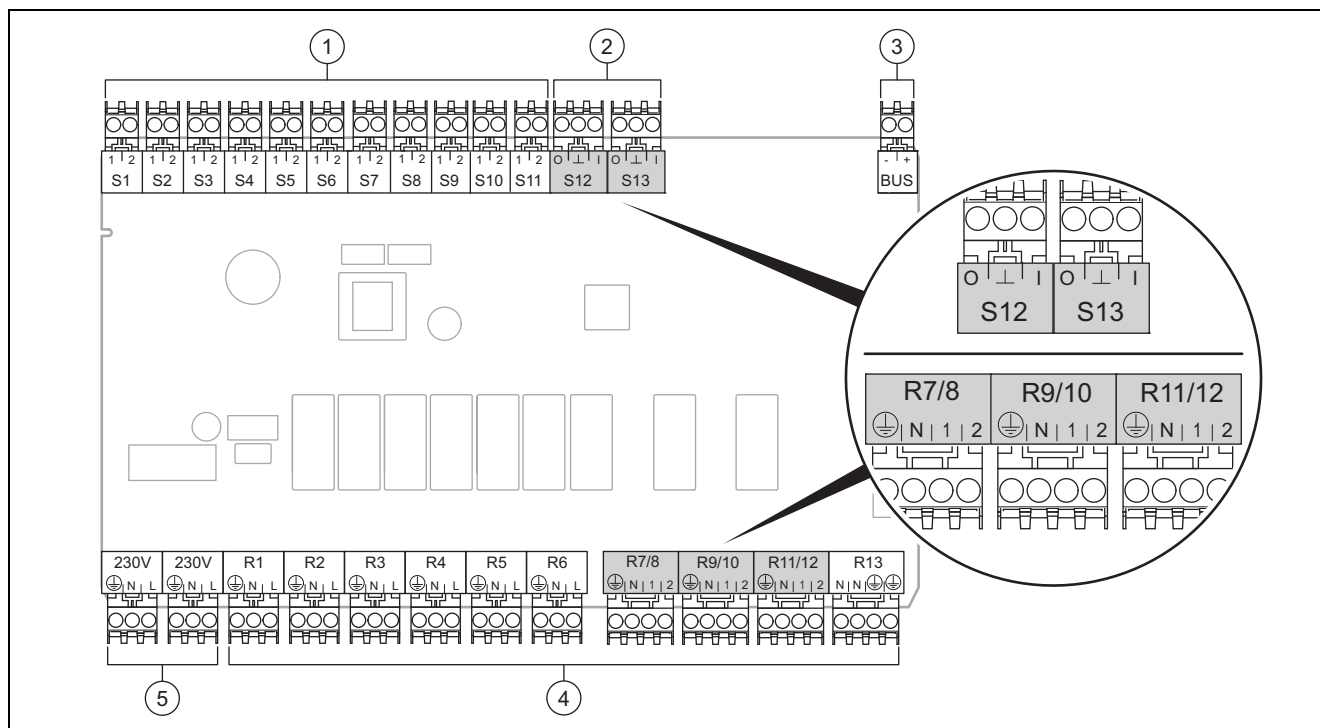 1 2 3
1 2 1 2 1 2 1 2 1 2 1 2 1 2 1 2 1 2 1 2 1 2 O ⊥ I O ⊥ I - +
S1 S2 S3 S4 S5 S6 S7 S8 S9 S10 S11 S12 S13 BUS
O ⊥ I O ⊥ I
S12 S13
R7/8 R9/10 R11/12
⏚ | N | 1 | 2 ⏚ | N | 1 | 2 ⏚ | N | 1 | 2
230V 230V R1 R2 R3 R4 R5 R6 R7/8 R9/10 R11/12 R13
⏚ N L ⏚ N L ⏚ N L ⏚ N L ⏚ N L ⏚ N L ⏚ N L ⏚ N L ⏚ | N | 1 | 2 ⏚ | N | 1 | 2 ⏚ | N | 1 | 2 N N ⏚ ⏚
5 4